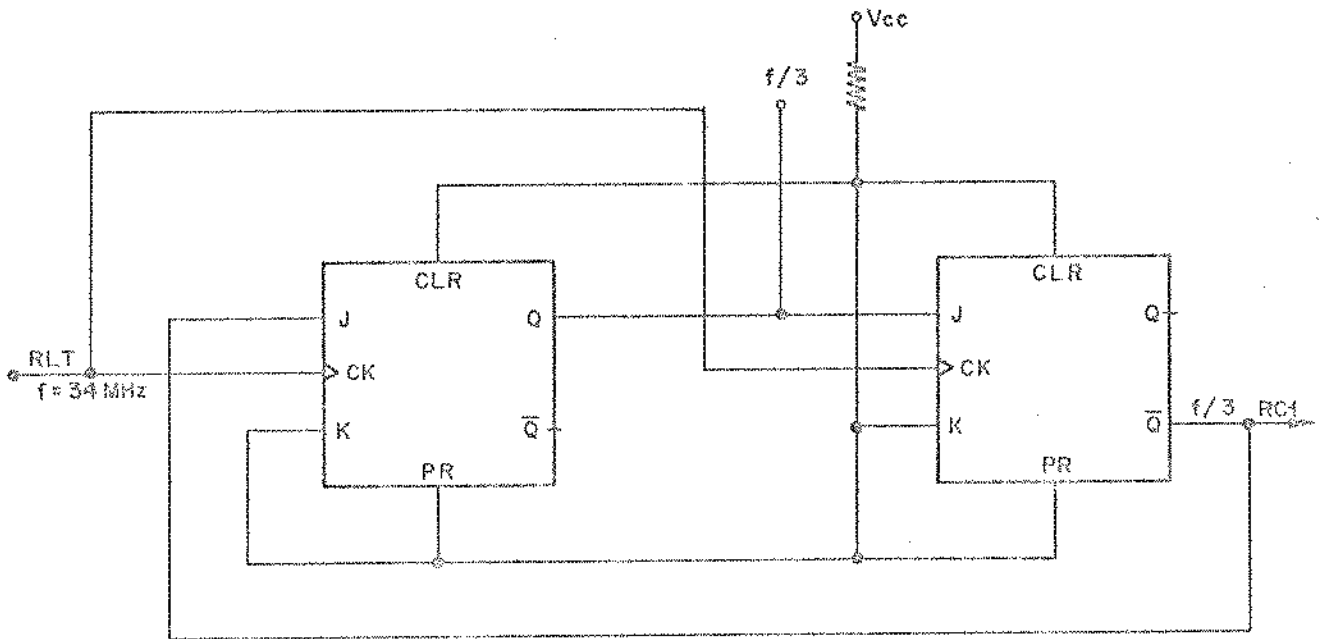 Vcc
f/3
CLR
CLR
J
Q
J
Q
RLT
CK
CK
f = 34 MHz
K
Q̅
K
Q̅
f/3
RC1
PR
PR